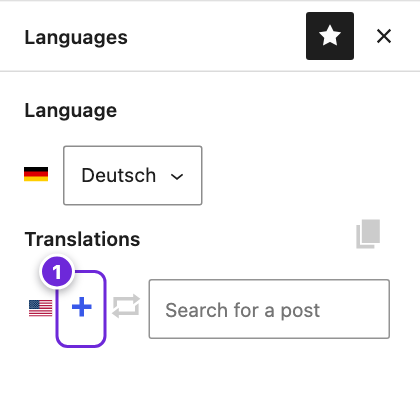 Languages
Language
Deutsch
Translations
1
Search for a post